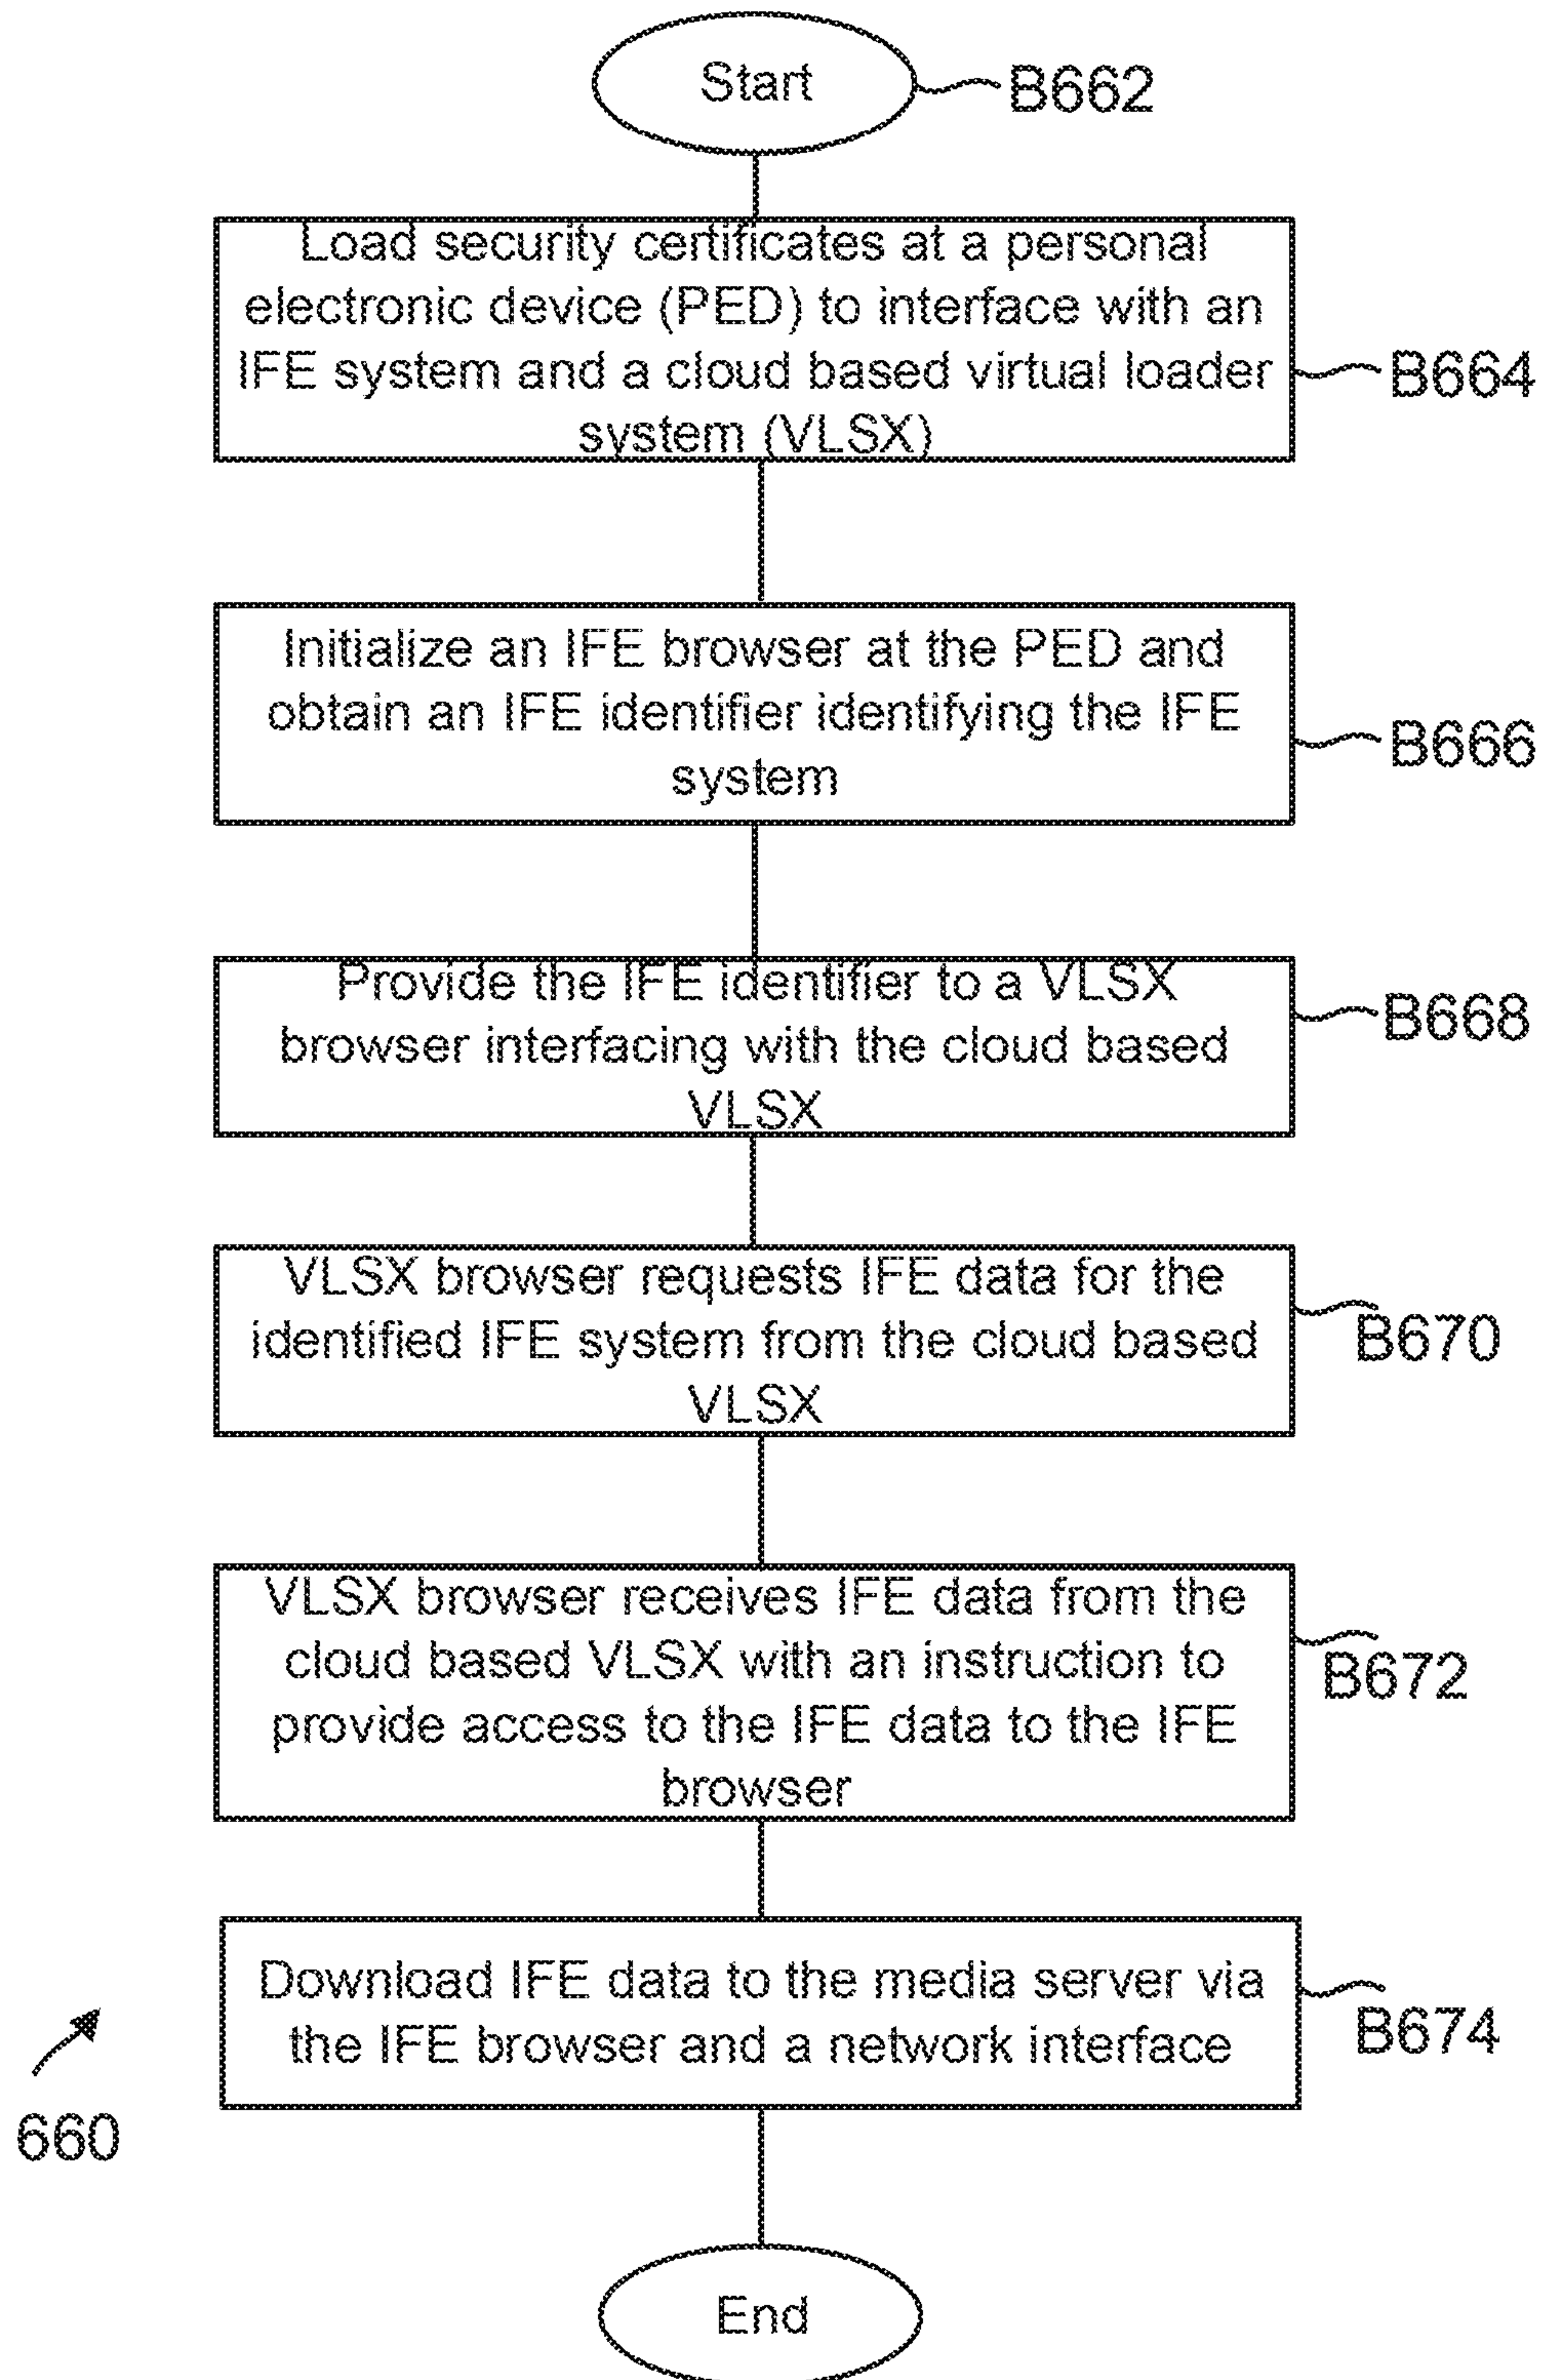 Start
B662
Load security certificates at a personal
electronic device (PED) to interface with an
IFE system and a cloud based virtual loader
system (VLSX)
B664
Initialize an IFE browser at the PED and
obtain an IFE identifier identifying the IFE
system
B666
Provide the IFE identifier to a VLSX
browser interfacing with the cloud based
VLSX
B668
VLSX browser requests IFE data for the
identified IFE system from the cloud based
VLSX
B670
VLSX browser receives IFE data from the
cloud based VLSX with an instruction to
provide access to the IFE data to the IFE
browser
B672
Download IFE data to the media server via
the IFE browser and a network interface
B674
660
End